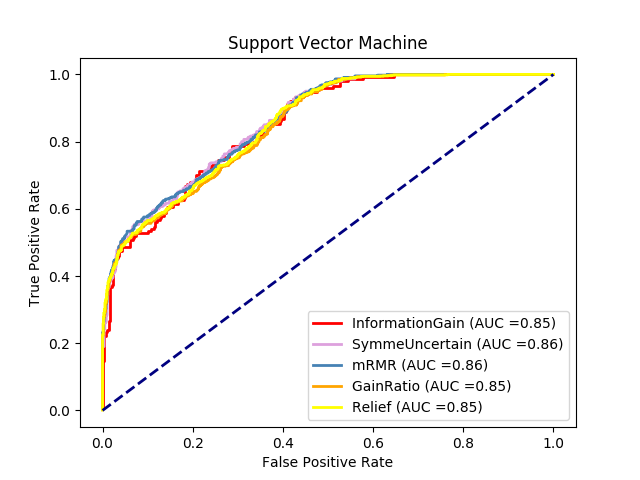 Support Vector Machine
True Positive Rate
1.0
0.8
0.6
0.4
0.2
0.0
InformationGain (AUC =0.85)
SymmeUncertain (AUC =0.86)
mRMR (AUC =0.86)
GainRatio (AUC =0.85)
Relief (AUC =0.85)
0.0 0.2 0.4 0.6 0.8 1.0
False Positive Rate